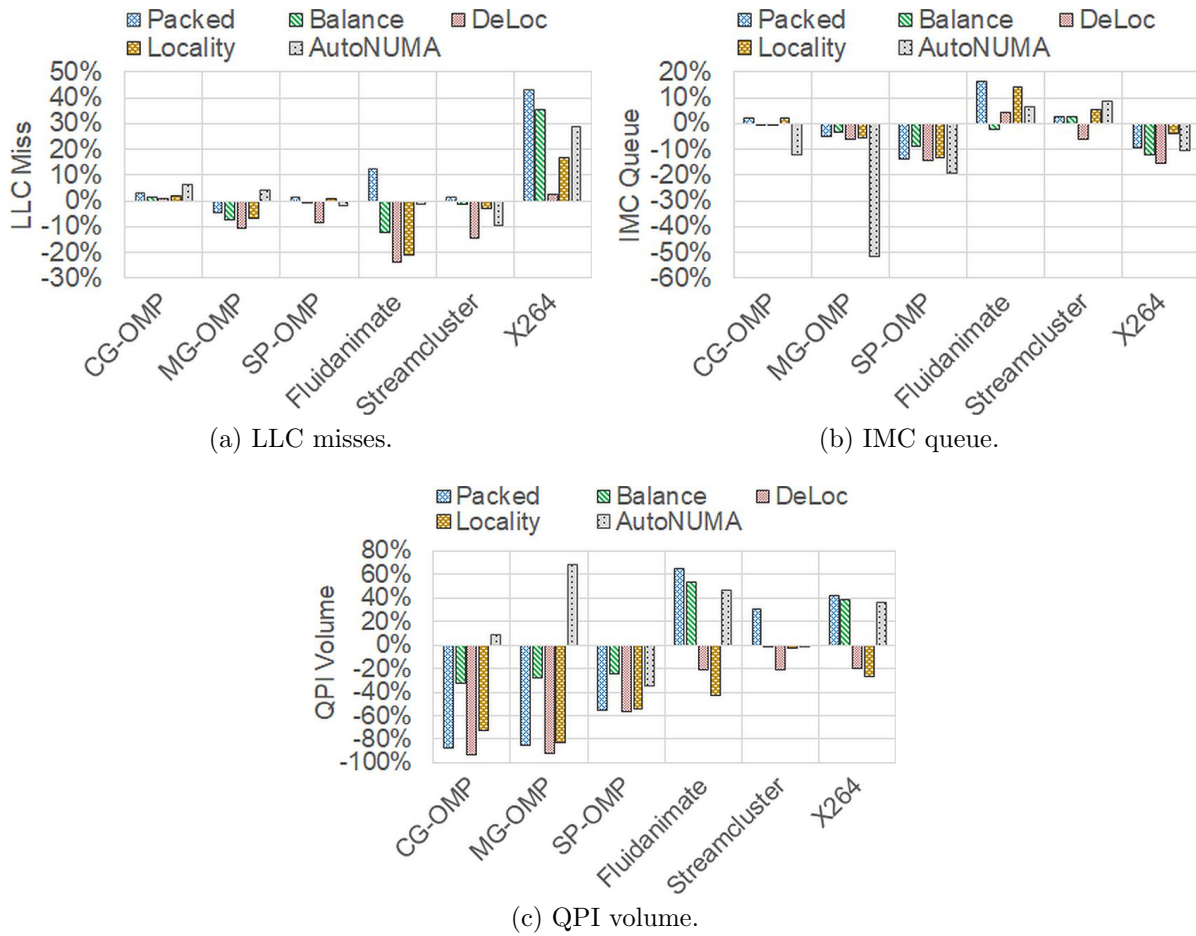 Packed Balance DeLoc
Locality AutoNUMA
LLC Miss
50%
40%
30%
20%
10%
0%
-10%
-20%
-30%
CG-OMP
MG-OMP
SP-OMP
Fluidanimate
Streamcluster
X264
(a) LLC misses.
Packed Balance DeLoc
Locality AutoNUMA
IMC Queue
20%
10%
0%
-10%
-20%
-30%
-40%
-50%
-60%
CG-OMP
MG-OMP
SP-OMP
Fluidanimate
Streamcluster
X264
(b) IMC queue.
Packed Balance DeLoc
Locality AutoNUMA
QPI Volume
80%
60%
40%
20%
0%
-20%
-40%
-60%
-80%
-100%
CG-OMP
MG-OMP
SP-OMP
Fluidanimate
Streamcluster
X264
(c) QPI volume.